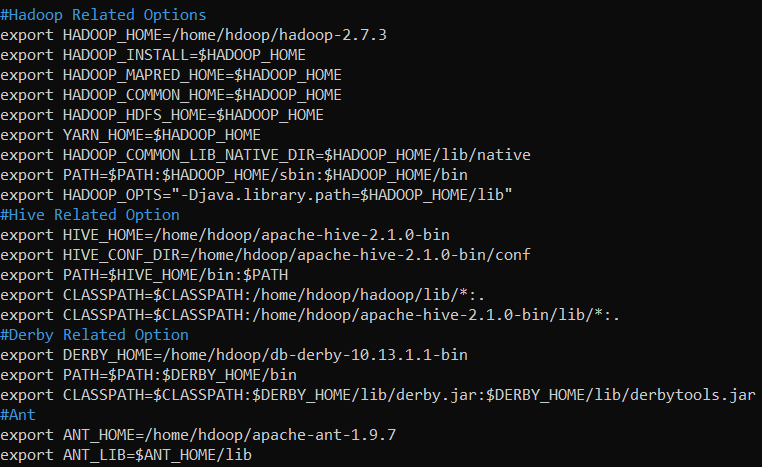 #Hadoop Related Options
export HADOOP_HOME=/home/hdoop/hadoop-2.7.3
export HADOOP_INSTALL=$HADOOP_HOME
export HADOOP_MAPRED_HOME=$HADOOP_HOME
export HADOOP_COMMON_HOME=$HADOOP_HOME
export HADOOP_HDFS_HOME=$HADOOP_HOME
export YARN_HOME=$HADOOP_HOME
export HADOOP_COMMON_LIB_NATIVE_DIR=$HADOOP_HOME/lib/native
export PATH=$PATH:$HADOOP_HOME/sbin:$HADOOP_HOME/bin
export HADOOP_OPTS="-Djava.library.path=$HADOOP_HOME/lib"
#Hive Related Option
export HIVE_HOME=/home/hdoop/apache-hive-2.1.0-bin
export HIVE_CONF_DIR=/home/hdoop/apache-hive-2.1.0-bin/conf
export PATH=$HIVE_HOME/bin:$PATH
export CLASSPATH=$CLASSPATH:/home/hdoop/hadoop/lib/*:.
export CLASSPATH=$CLASSPATH:/home/hdoop/apache-hive-2.1.0-bin/lib/*:.
#Derby Related Option
export DERBY_HOME=/home/hdoop/db-derby-10.13.1.1-bin
export PATH=$PATH:$DERBY_HOME/bin
export CLASSPATH=$CLASSPATH:$DERBY_HOME/lib/derby.jar:$DERBY_HOME/lib/derbytools.jar
#Ant
export ANT_HOME=/home/hdoop/apache-ant-1.9.7
export ANT_LIB=$ANT_HOME/lib